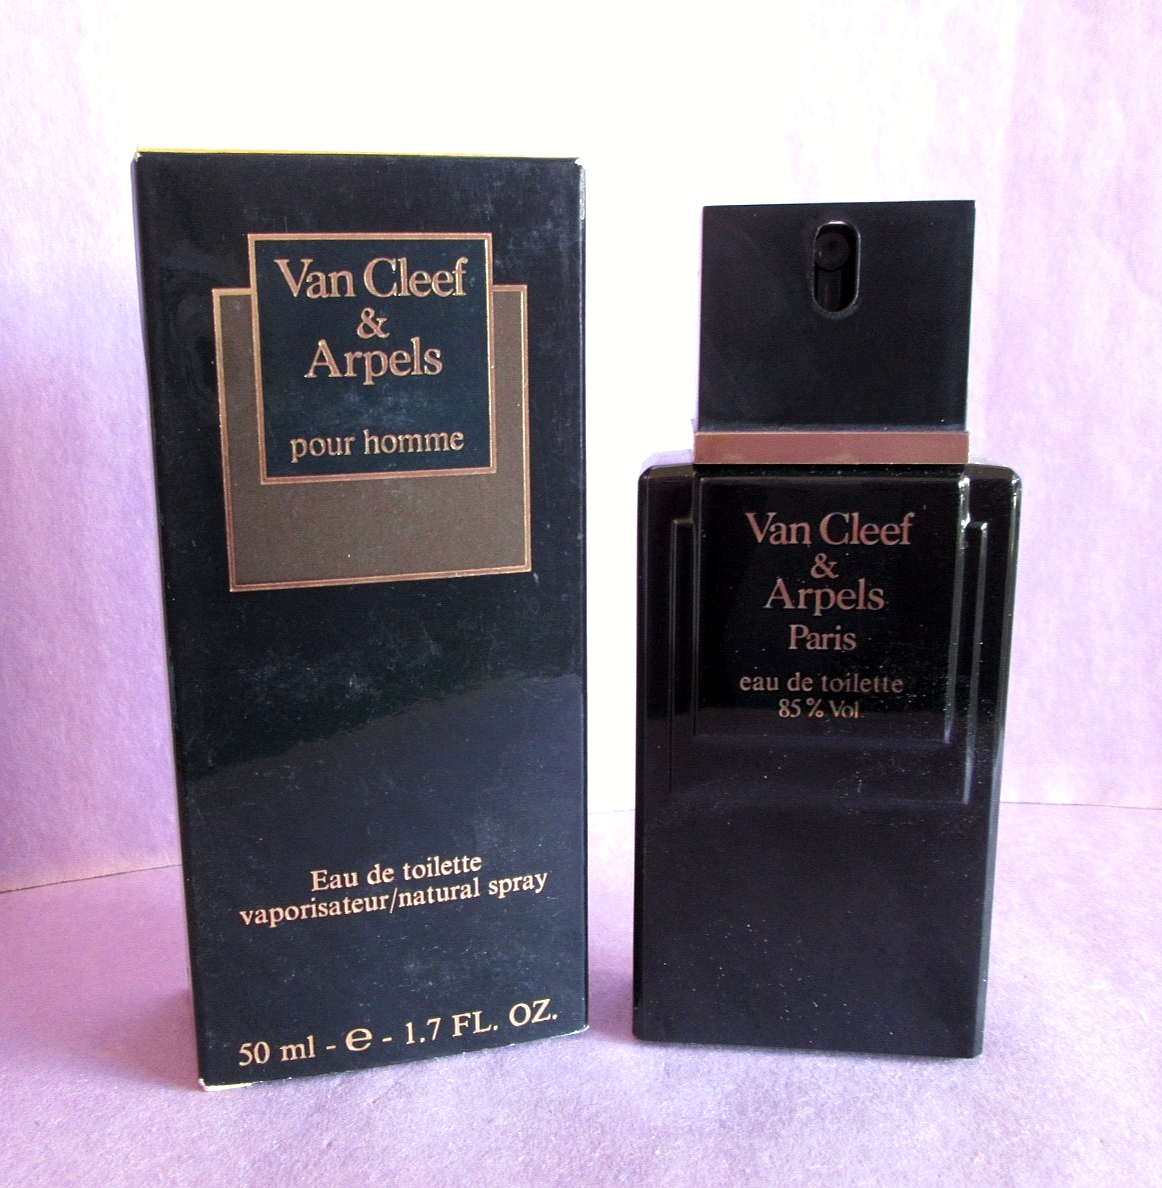 Van Cleef
&
Arpels
pour homme
Eau de toilette
vaporisateur/natural spray
50 ml - e - 1.7 FL. OZ.
Van Cleef
&
Arpels
Paris
eau de toilette
85% Vol.